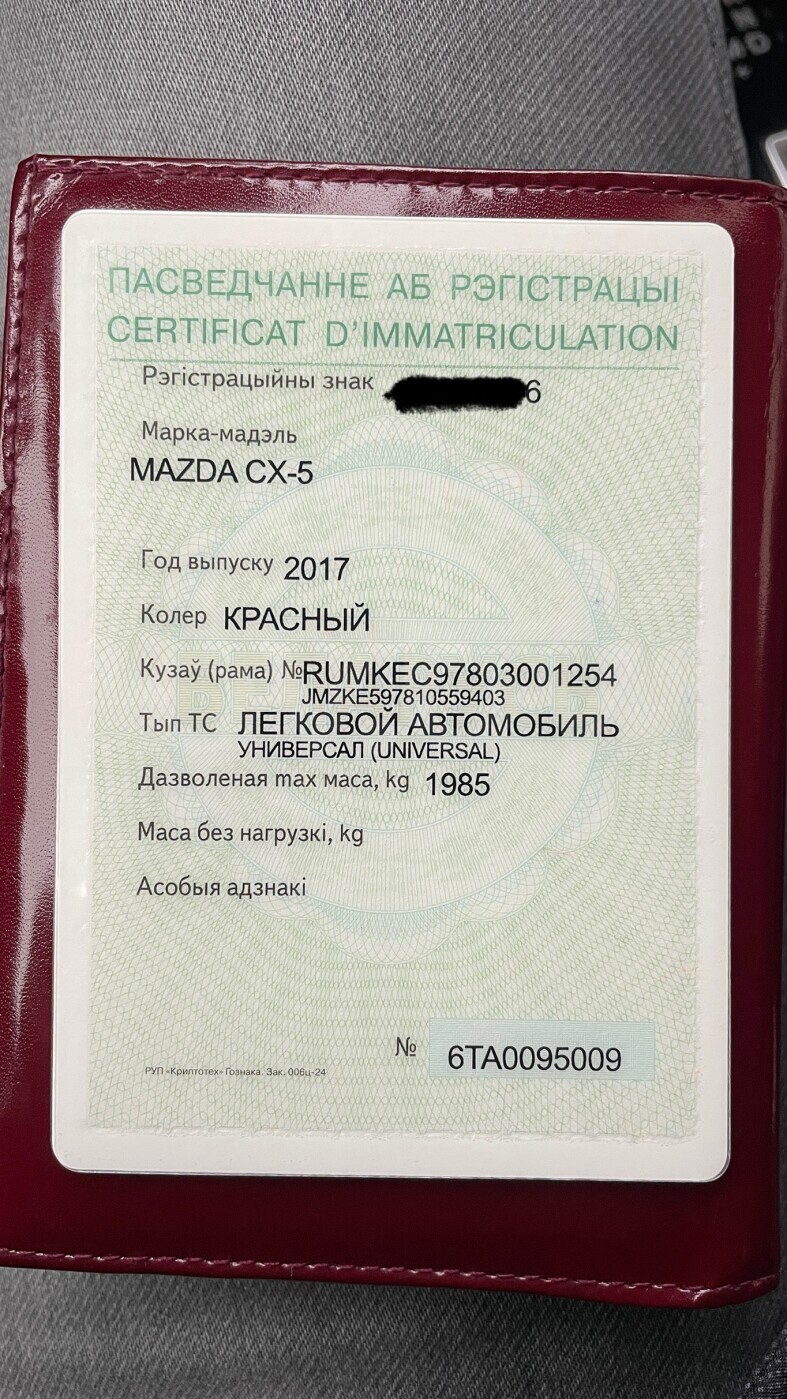 ПАСВЕДЧАННЕ АБ РЭГІСТРАЦЫІ
CERTIFICAT D'IMMATRICULATION
Рэгістрацыйны знак 6
Марка-мадэль
MAZDA CX-5
Год выпуску 2017
Колер КРАСНЫЙ
Кузаў (рама) №RUMKEC97803001254
JMZKE597810559403
Тып ТС ЛЕГКОВОЙ АВТОМОБИЛЬ
УНИВЕРСАЛ (UNIVERSAL)
Дазволеная max маса, kg 1985
Маса без нагрузкі, kg
Асобыя адзнакі
№ 6TA0095009
РУП «Криптотех» Гознака. Зак. 006ц-24